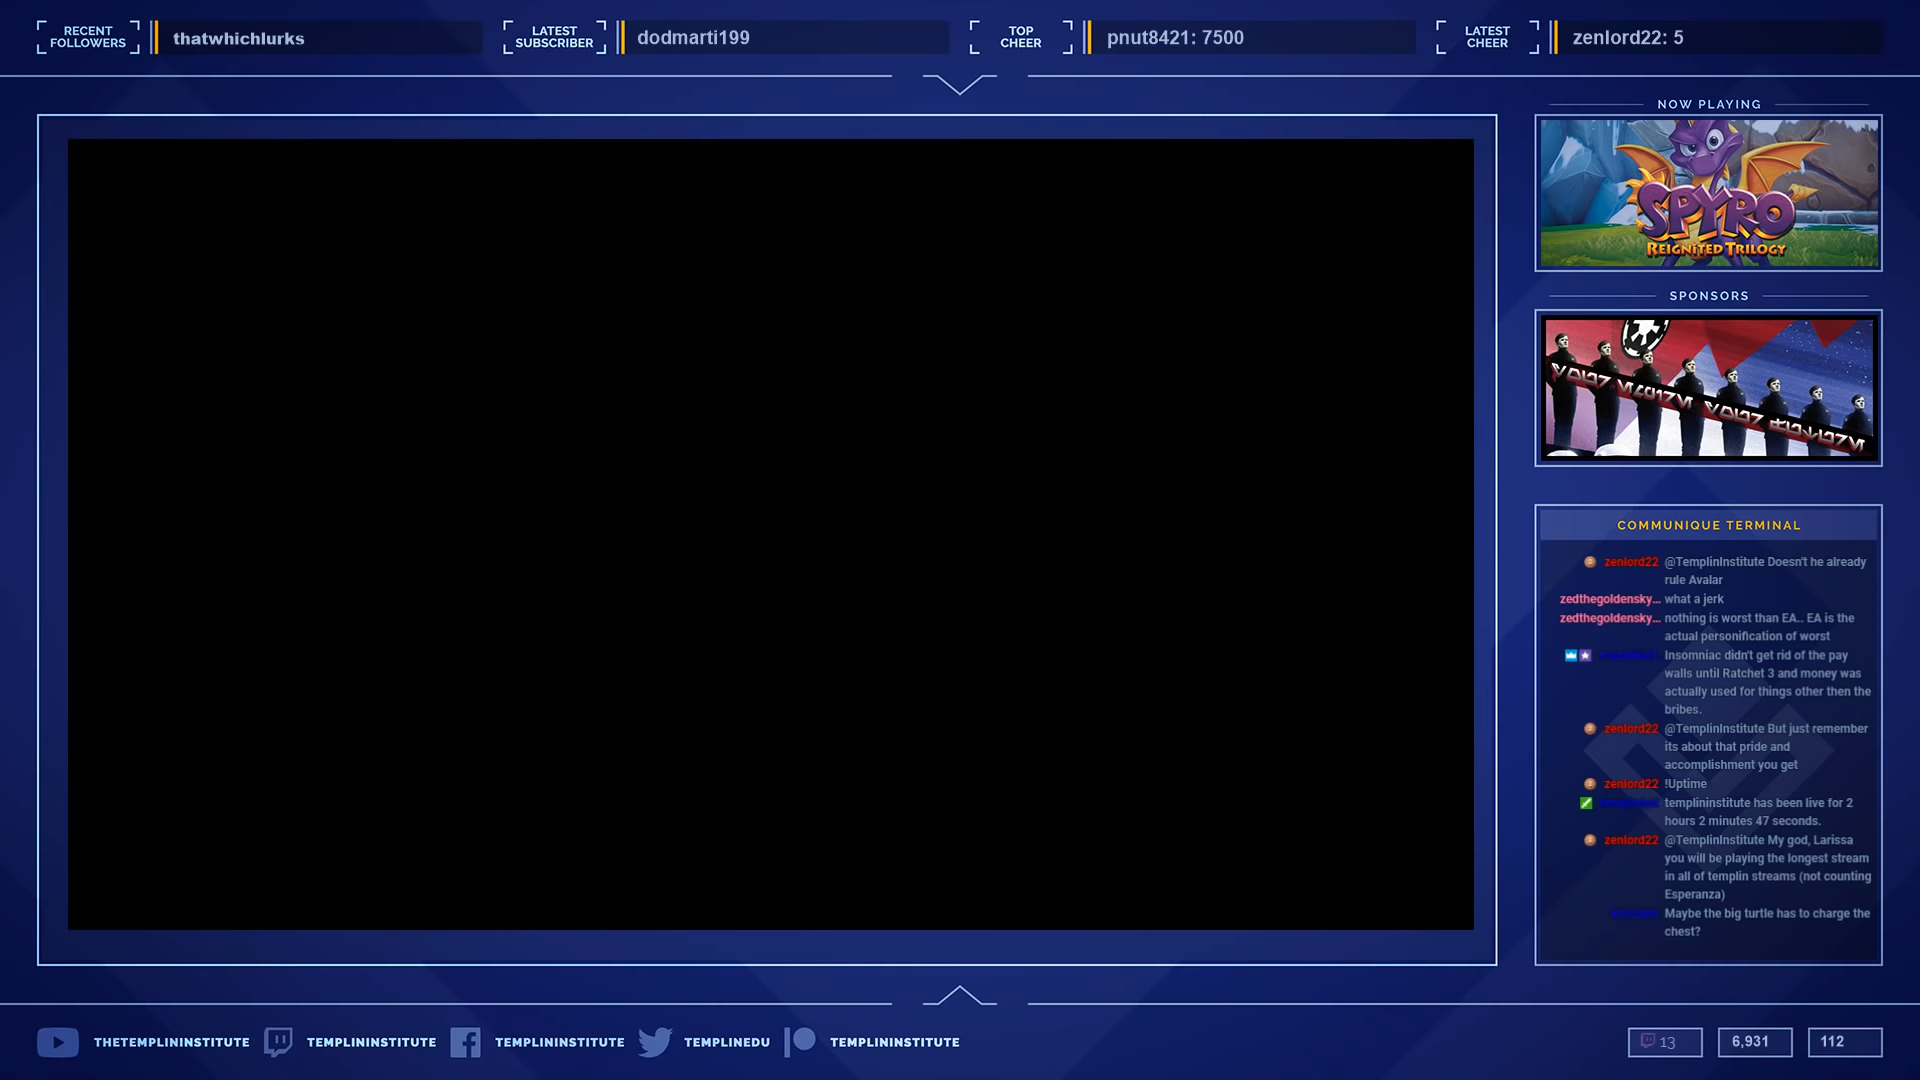 RECENT
FOLLOWERS
thatwhichlurks
LATEST
SUBSCRIBER
dodmarti199
TOP
CHEER
pnut8421: 7500
LATEST
CHEER
zenlord22: 5
NOW PLAYING
SPYRO
REIGNITED TRILOGY
SPONSORS
COMMUNIQUE TERMINAL
zenlord22 @TemplinInstitute Doesn't he already
rule Avalar
zedthegoldensky... what a jerk
zedthegoldensky... nothing is worst than EA.. EA is the
actual personification of worst
Insomniac didn't get rid of the pay
walls until Ratchet 3 and money was
actually used for things other then the
bribes.
zenlord22 @TemplinInstitute But just remember
its about that pride and
accomplishment you get
zenlord22 !Uptime
templininstitute has been live for 2
hours 2 minutes 47 seconds.
zenlord22 @TemplinInstitute My god, Larissa
you will be playing the longest stream
in all of templin streams (not counting
Esperanza)
Maybe the big turtle has to charge the
chest?
THETEMPLININSTITUTE
TEMPLININSTITUTE
TEMPLININSTITUTE
TEMPLINEDU
TEMPLININSTITUTE
13
6,931
112